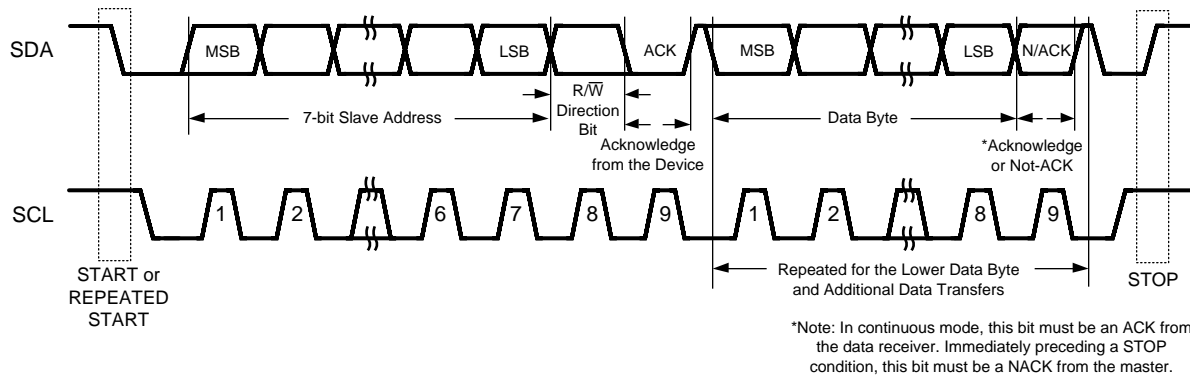 SDA
MSB
LSB
ACK
MSB
LSB
N/ACK
7-bit Slave Address
R/W̅
Direction
Bit
Acknowledge
from the Device
Data Byte
*Acknowledge
or Not-ACK
SCL
1
2
6
7
8
9
1
2
8
9
START or
REPEATED
START
Repeated for the Lower Data Byte
and Additional Data Transfers
STOP
*Note: In continuous mode, this bit must be an ACK from
the data receiver. Immediately preceding a STOP
condition, this bit must be a NACK from the master.